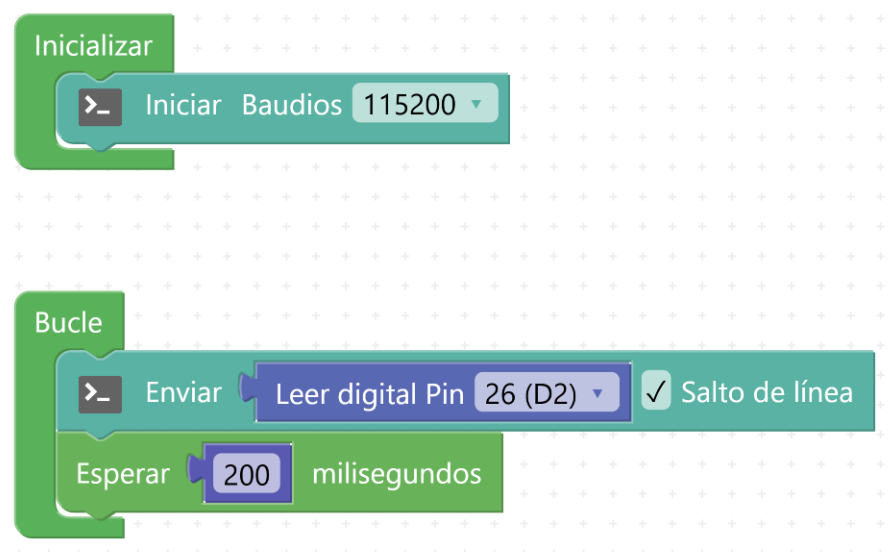 Inicializar
>_ Iniciar Baudios 115200
Bucle
>_ Enviar Leer digital Pin 26 (D2) ✓ Salto de línea
Esperar 200 milisegundos